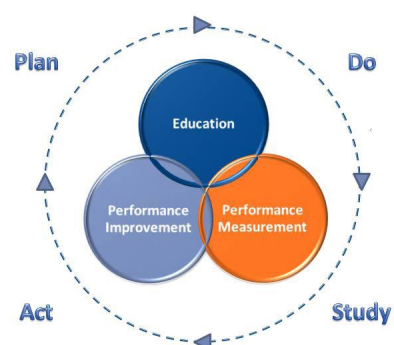 Plan
Do
Education
Performance
Improvement
Performance
Measurement
Act
Study